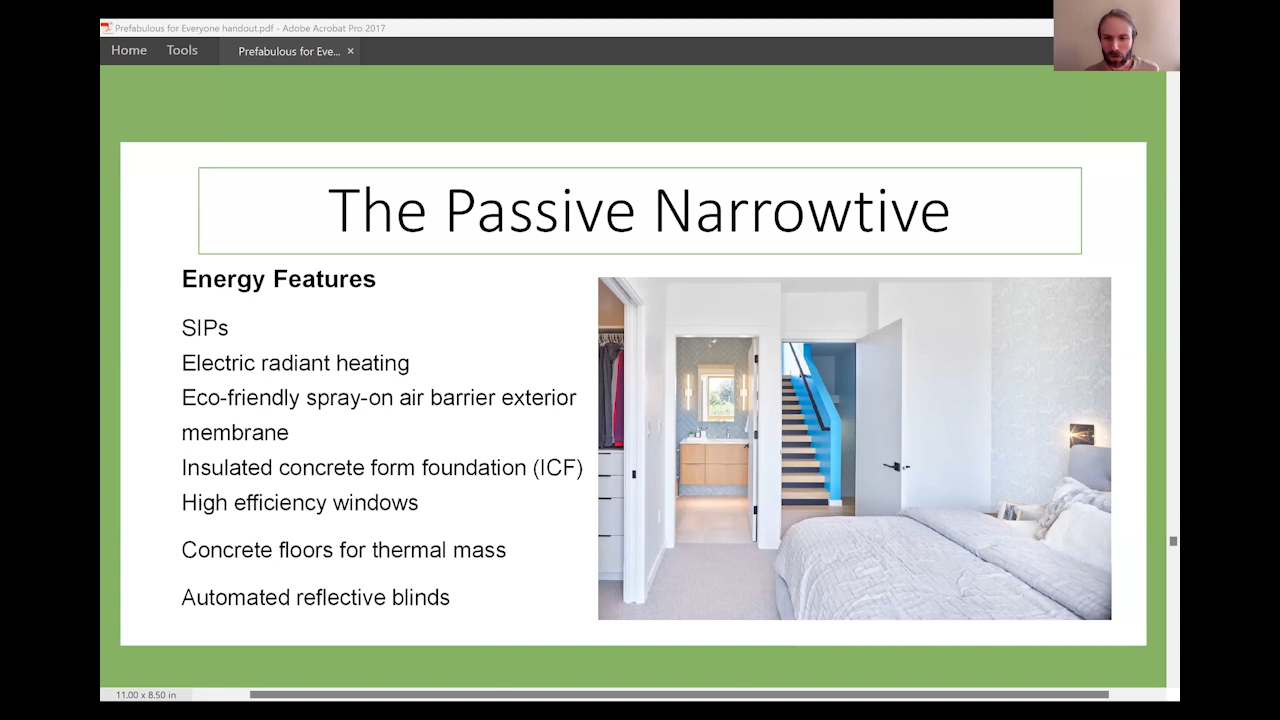 Prefabulous for Everyone handout.pdf - Adobe Acrobat Pro 2017
Home
Tools
Prefabulous for Eve... ×
The Passive Narrowtive
Energy Features
SIPs
Electric radiant heating
Eco-friendly spray-on air barrier exterior
membrane
Insulated concrete form foundation (ICF)
High efficiency windows
Concrete floors for thermal mass
Automated reflective blinds
11.00 x 8.50 in